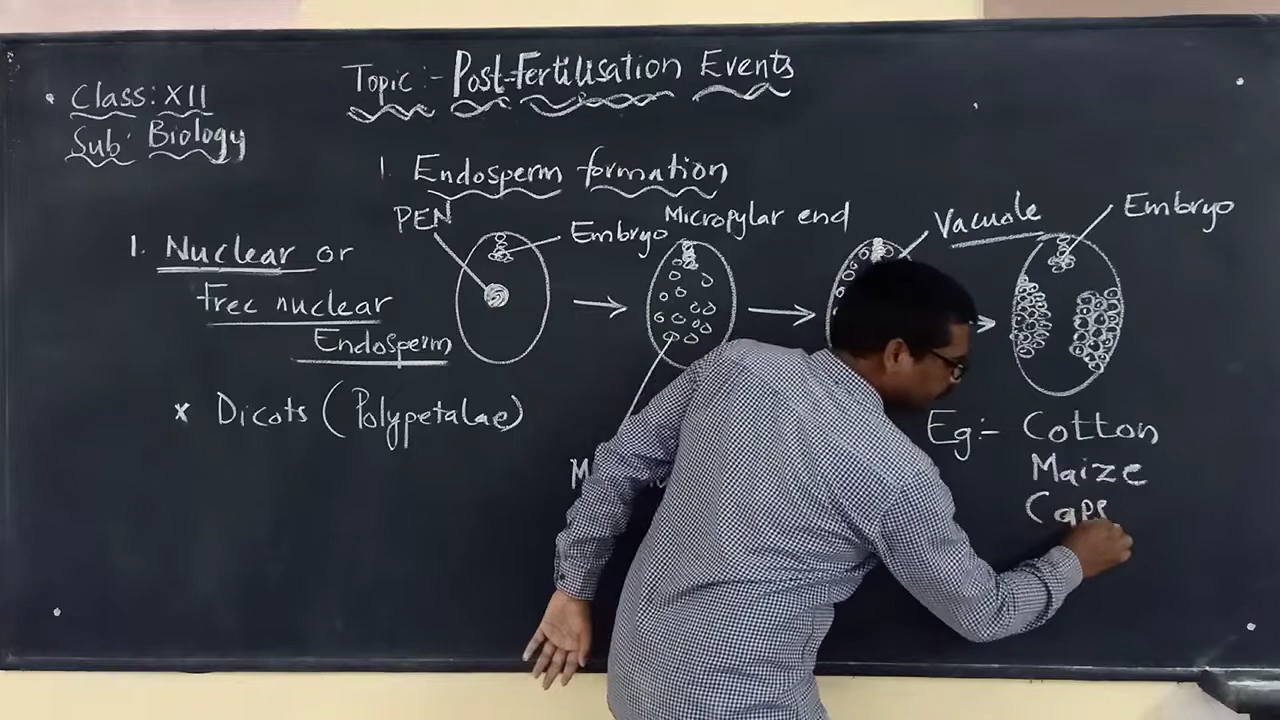 Class: XII
Sub: Biology
Topic:- Post-Fertilisation Events
1. Endosperm formation
PEN
Embryo
Micropylar end
Vacuole
Embryo
1. Nuclear or
free nuclear
Endosperm
* Dicots (Polypetalae)
Eg:- Cotton
Maize
Caps